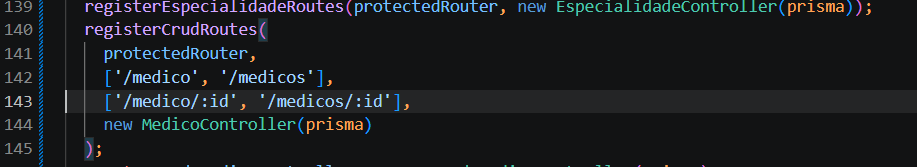 139 registerEspecialidadeRoutes(protectedRouter, new EspecialidadeController(prisma));
140 registerCrudRoutes(
141 protectedRouter,
142 ['/medico', '/medicos'],
143 ['/medico/:id', '/medicos/:id'],
144 new MedicoController(prisma)
145 );